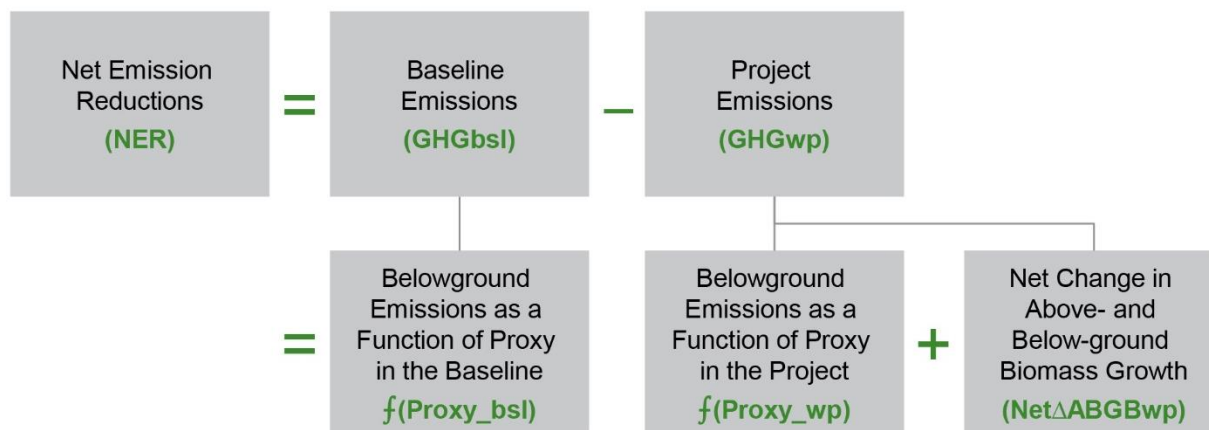 Net Emission
Reductions
(NER)
=
Baseline
Emissions
(GHGbsl)
–
Project
Emissions
(GHGwp)
=
Belowground
Emissions as a
Function of Proxy
in the Baseline
⨍(Proxy_bsl)
Belowground
Emissions as a
Function of Proxy
in the Project
⨍(Proxy_wp)
+
Net Change in
Above- and
Below-ground
Biomass Growth
(Net∆ABGBwp)